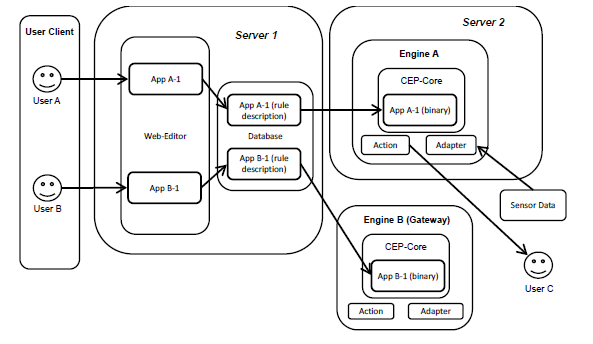 User Client
Server 1
Server 2
Engine A
CEP-Core
App A-1
App A-1 (rule
description)
App A-1 (binary)
User A
Web-Editor
Database
Action
Adapter
App B-1
App B-1 (rule
description)
User B
Sensor Data
Engine B (Gateway)
CEP-Core
App B-1 (binary)
User C
Action
Adapter